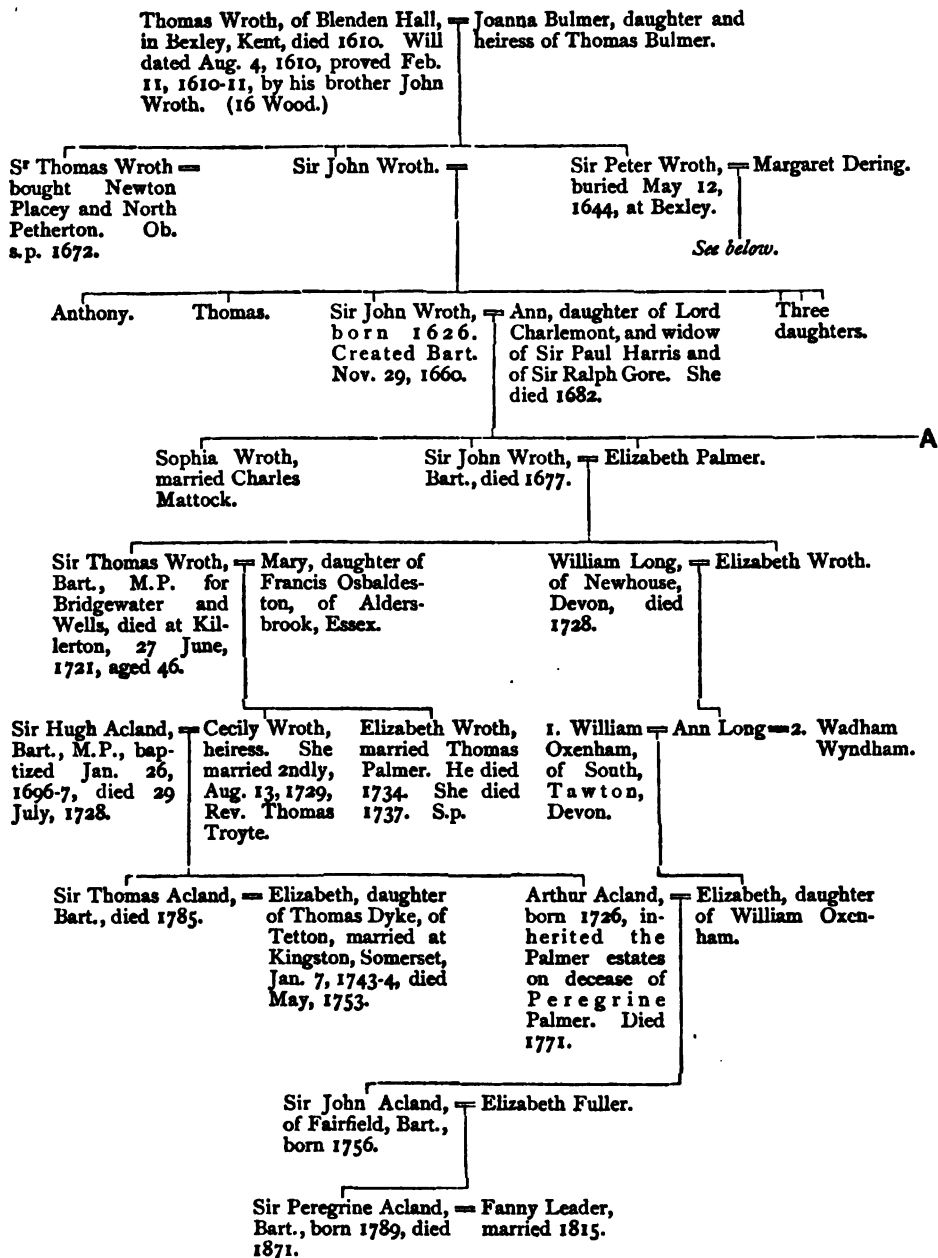 Thomas Wroth, of Blenden Hall,
in Bexley, Kent, died 1610. Will
dated Aug. 4, 1610, proved Feb.
11, 1610-11, by his brother John
Wroth. (16 Wood.)
Joanna Bulmer, daughter and
heiress of Thomas Bulmer.
Sr Thomas Wroth
bought Newton
Placey and North
Petherton. Ob.
s.p. 1672.
Sir John Wroth.
Sir Peter Wroth,
buried May 12,
1644, at Bexley.
Margaret Dering.
See below.
Anthony.
Thomas.
Sir John Wroth,
born 1626.
Created Bart.
Nov. 29, 1660.
Ann, daughter of Lord
Charlemont, and widow
of Sir Paul Harris and
of Sir Ralph Gore. She
died 1682.
Three
daughters.
A
Sophia Wroth,
married Charles
Mattock.
Sir John Wroth,
Bart., died 1677.
Elizabeth Palmer.
Sir Thomas Wroth,
Bart., M.P. for
Bridgewater and
Wells, died at Kil-
lerton, 27 June,
1721, aged 46.
Mary, daughter of
Francis Osbaldes-
ton, of Alders-
brook, Essex.
William Long,
of Newhouse,
Devon, died
1728.
Elizabeth Wroth.
Sir Hugh Acland,
Bart., M.P., bap-
tized Jan. 26,
1696-7, died 29
July, 1728.
Cecily Wroth,
heiress. She
married 2ndly,
Aug. 13, 1729,
Rev. Thomas
Troyte.
Elizabeth Wroth,
married Thomas
Palmer. He died
1734. She died
1737. S.p.
1. William
Oxenham,
of South,
Tawton,
Devon.
Ann Long
2. Wadham
Wyndham.
Sir Thomas Acland,
Bart., died 1785.
Elizabeth, daughter
of Thomas Dyke, of
Tetton, married at
Kingston, Somerset,
Jan. 7, 1743-4, died
May, 1753.
Arthur Acland,
born 1726, in-
herited the
Palmer estates
on decease of
Peregrine
Palmer. Died
1771.
Elizabeth, daughter
of William Oxen-
ham.
Sir John Acland,
of Fairfield, Bart.,
born 1756.
Elizabeth Fuller.
Sir Peregrine Acland,
Bart., born 1789, died
1871.
Fanny Leader,
married 1815.